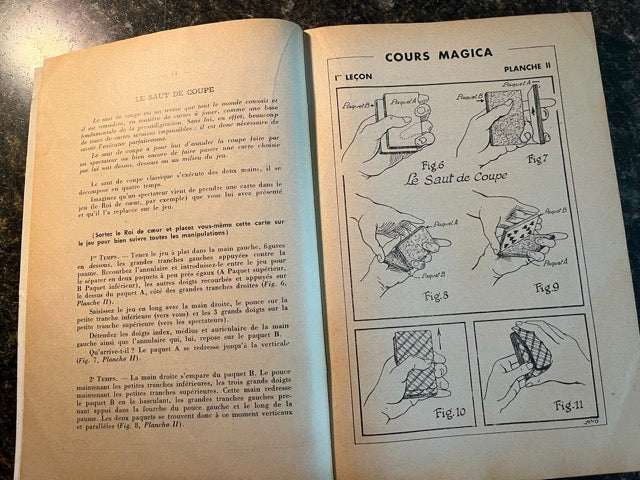 11
LE SAUT DE COUPE
Le saut de coupe est un terme que tout le monde connait et
il est considéré, en matière de cartes à jouer, comme une base
fondamentale de la prestidigitation. Sans lui, en effet, beaucoup
de tours de cartes seraient impossibles ; il est donc nécessaire de
savoir l'exécuter parfaitement.
Le saut de coupe a pour but d'annuler la coupe faite par
un spectateur ou bien encore de faire passer une carte choisie
par lui soit dessus, dessous ou au milieu du jeu.
Le saut de coupe classique s'exécute des deux mains, il se
décompose en quatre temps.
Imaginez qu'un spectateur vient de prendre une carte dans le
jeu (le Roi de cœur, par exemple) que vous lui avez présenté
et qu'il l'a replacée sur le jeu.
(Sortez le Roi de cœur et placez vous-même cette carte sur
le jeu pour bien suivre toutes les manipulations)
1er TEMPS. — Tenez le jeu à plat dans la main gauche, figures
en dessous, les grandes tranches gauches appuyées contre la
paume. Recourbez l'annulaire et introduisez-le entre le jeu pour
le séparer en deux paquets à peu près égaux (A Paquet supérieur,
B Paquet inférieur), les autres doigts recourbés et appuyés sur
le dessus du paquet A, côté des grandes tranches droites (Fig. 6,
Planche II).
Saisissez le jeu en long avec la main droite, le pouce sur la
petite tranche inférieure (vers vous) et les 3 grands doigts sur la
petite tranche supérieure (vers les spectateurs).
Détendez les doigts index, médius et auriculaire de la main
gauche ainsi que l'annulaire qui, lui, repose sur le paquet B.
Qu'arrive-t-il ? Le paquet A se redresse jusqu'à la verticale
(Fig. 7, Planche II).
2e TEMPS. — La main droite s'empare du paquet B. Le pouce
maintenant les petites tranches inférieures, les trois grands doigts
maintenant les petites tranches supérieures. Cette main redresse
le paquet B en le basculant, les grandes tranches gauches pre-
nant appui dans la fourche du pouce gauche et le long de la
paume. Les deux paquets se trouvent donc à ce moment verticaux
et parallèles (Fig. 8, Planche II).
COURS MAGICA
1re LEÇON
PLANCHE II
Paquet B
Paquet A
Fig.6
Paquet A
Paquet B
Fig.7
Le Saut de Coupe
Paquet A
Paquet B
Fig.8
Paquet B
Paquet A
Fig.9
Fig.10
Fig.11